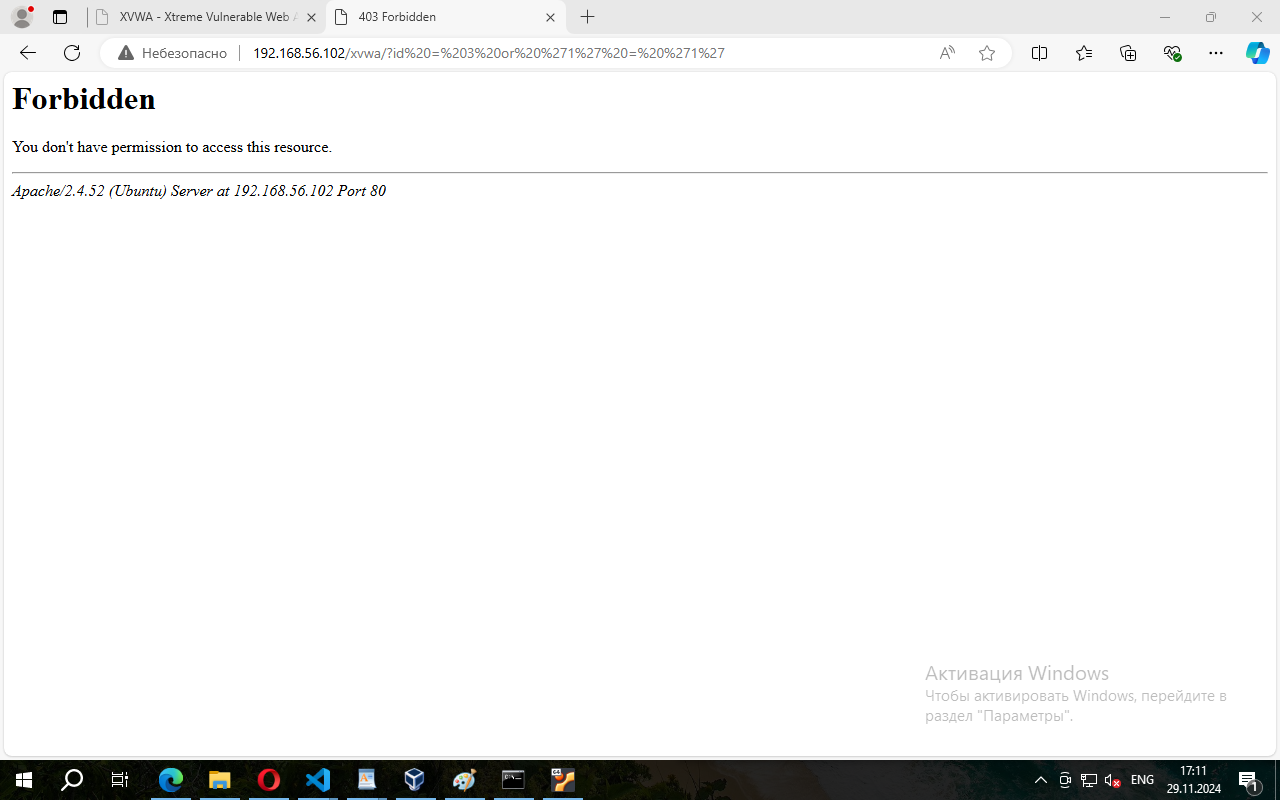 XVWA - Xtreme Vulnerable Web
403 Forbidden
Небезопасно
192.168.56.102/xvwa/?id%20=%203%20or%20%271%27%20=%20%271%27
Forbidden
You don't have permission to access this resource.
Apache/2.4.52 (Ubuntu) Server at 192.168.56.102 Port 80
Активация Windows
Чтобы активировать Windows, перейдите в
раздел "Параметры".
ENG
17:11
29.11.2024
1